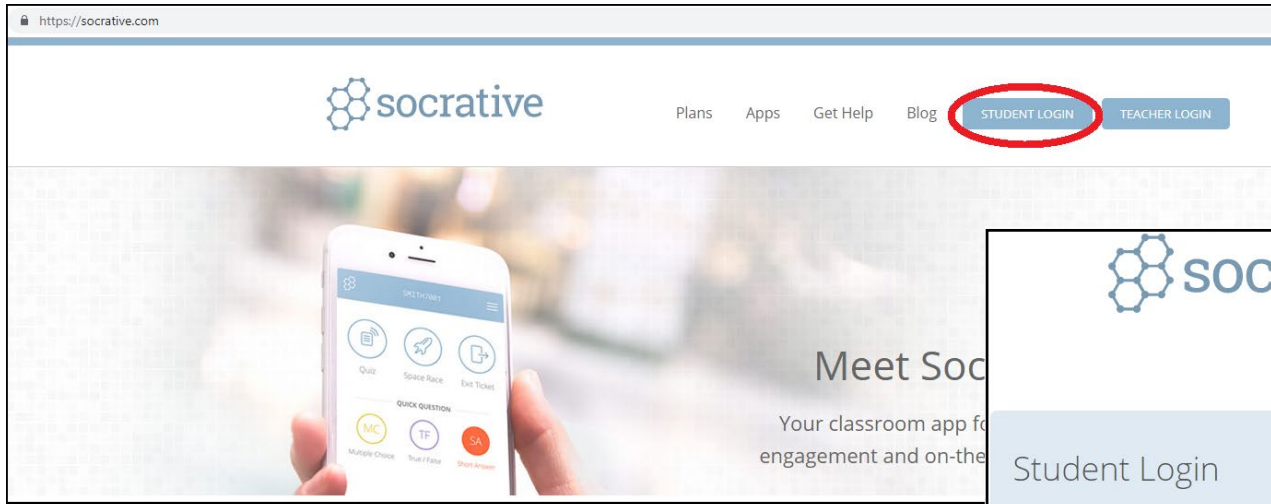 https://socrative.com
socrative
Plans Apps Get Help Blog STUDENT LOGIN TEACHER LOGIN
SMITH7001
Quiz Space Race Exit Ticket
QUICK QUESTION
MC TF SA
Multiple Choice True / False Short Answer
Meet Soc
Your classroom app fo
engagement and on-the
soc
Student Login